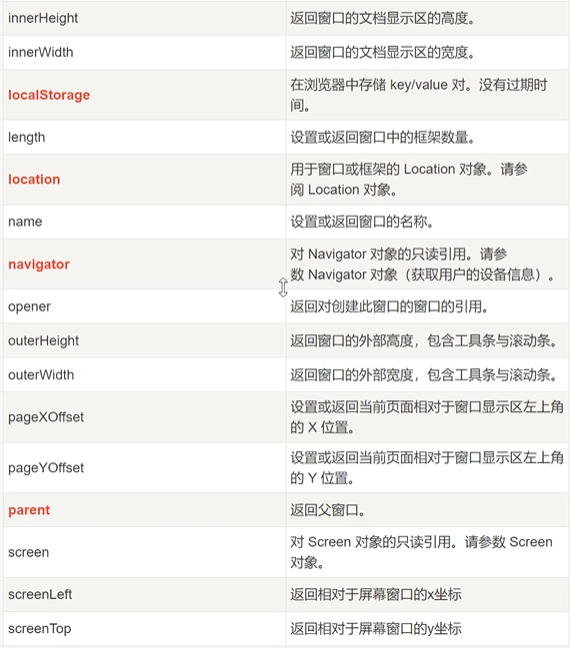 innerHeight 返回窗口的文档显示区的高度。
innerWidth 返回窗口的文档显示区的宽度。
localStorage 在浏览器中存储 key/value 对。没有过期时
间。
length 设置或返回窗口中的框架数量。
location 用于窗口或框架的 Location 对象。请参
阅 Location 对象。
name 设置或返回窗口的名称。
navigator 对 Navigator 对象的只读引用。请参
数 Navigator 对象（获取用户的设备信息）。
opener 返回对创建此窗口的窗口的引用。
outerHeight 返回窗口的外部高度，包含工具条与滚动条。
outerWidth 返回窗口的外部宽度，包含工具条与滚动条。
pageXOffset 设置或返回当前页面相对于窗口显示区左上角
的 X 位置。
pageYOffset 设置或返回当前页面相对于窗口显示区左上角
的 Y 位置。
parent 返回父窗口。
screen 对 Screen 对象的只读引用。请参数 Screen
对象。
screenLeft 返回相对于屏幕窗口的x坐标
screenTop 返回相对于屏幕窗口的y坐标